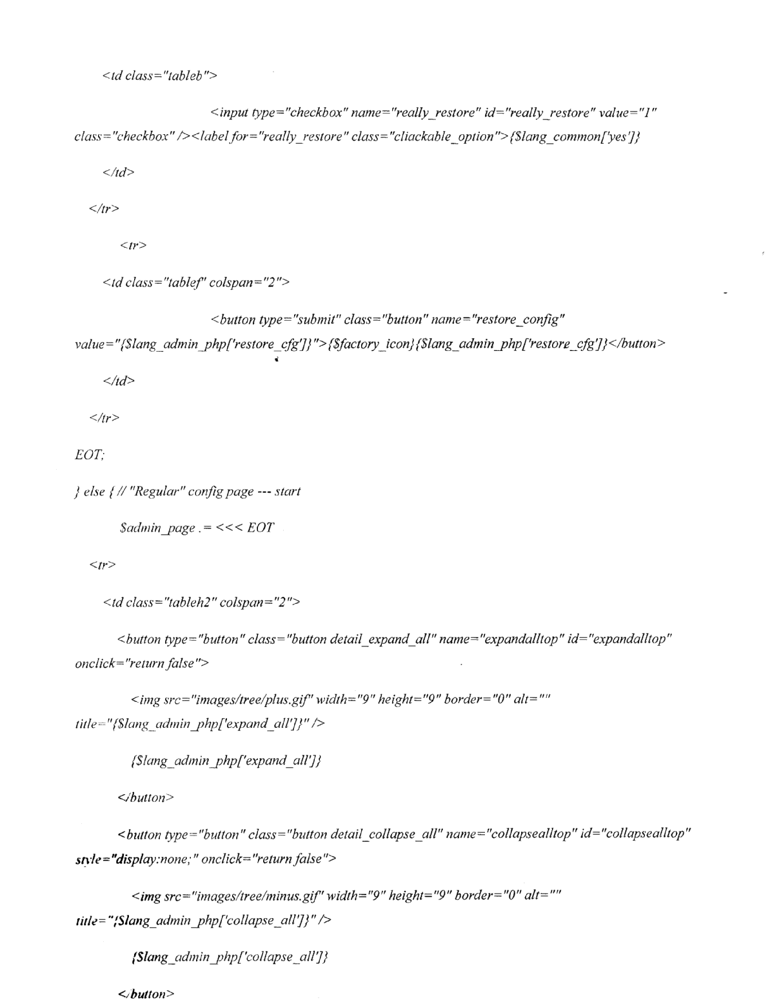 <td class="tableb">
<input type="checkbox" name="really_restore" id="really_restore" value="1"
class="checkbox" /><label for="really_restore" class="cliackable_option">{$lang_common['yes']}
</td>
</tr>
<tr>
<td class="tablef" colspan="2">
<button type="submit" class="button" name="restore_config"
value="{$lang_admin_php['restore_cfg']}">{$factory_icon}{$lang_admin_php['restore_cfg']}</button>
</td>
</tr>
EOT;
} else { // "Regular" config page --- start
$admin_page .= <<< EOT
<tr>
<td class="tableh2" colspan="2">
<button type="button" class="button detail_expand_all" name="expandalltop" id="expandalltop"
onclick="return false">
<img src="images/tree/plus.gif" width="9" height="9" border="0" alt=""
title="{$lang_admin_php['expand_all']}" />
{$lang_admin_php['expand_all']}
</button>
<button type="button" class="button detail_collapse_all" name="collapsealltop" id="collapsealltop"
style="display:none;" onclick="return false">
<img src="images/tree/minus.gif" width="9" height="9" border="0" alt=""
title="{$lang_admin_php['collapse_all']}" />
{$lang_admin_php['collapse_all']}
</button>